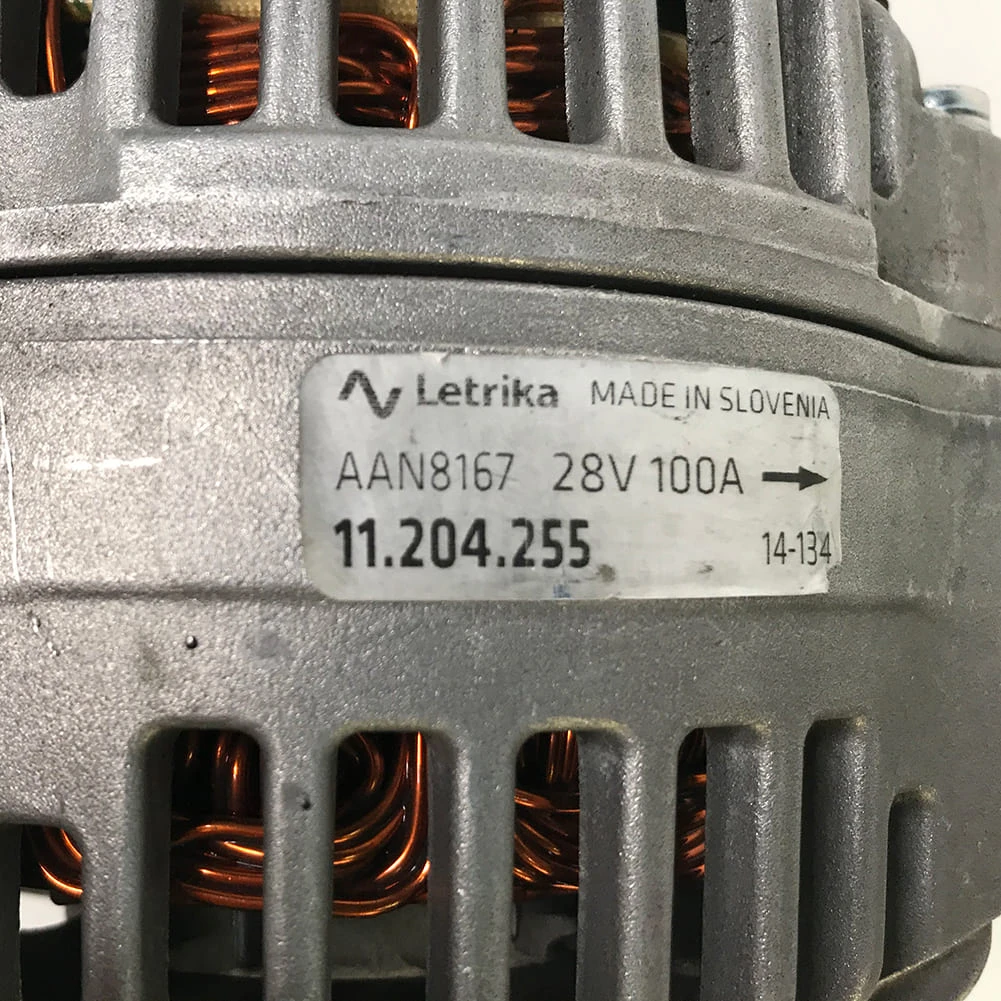 Letrika MADE IN SLOVENIA
AAN8167 28V 100A →
11.204.255 14-134